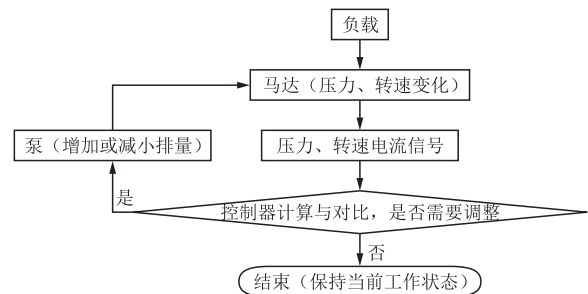 负载
马达（压力、转速变化）
泵（增加或减小排量）
压力、转速电流信号
是
控制器计算与对比，是否需要调整
否
结束（保持当前工作状态）